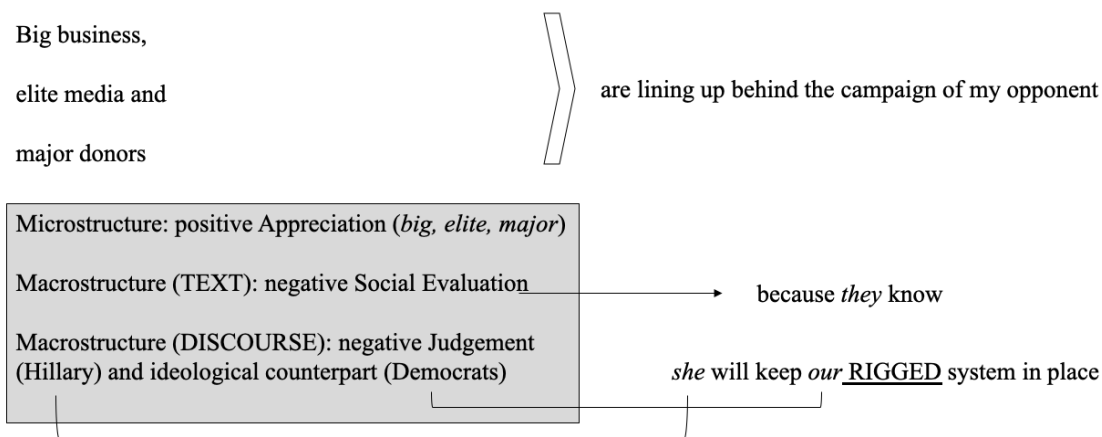 Big business,
elite media and
major donors
are lining up behind the campaign of my opponent
Microstructure: positive Appreciation (big, elite, major)
Macrostructure (TEXT): negative Social Evaluation
because they know
Macrostructure (DISCOURSE): negative Judgement
(Hillary) and ideological counterpart (Democrats)
she will keep our RIGGED system in place